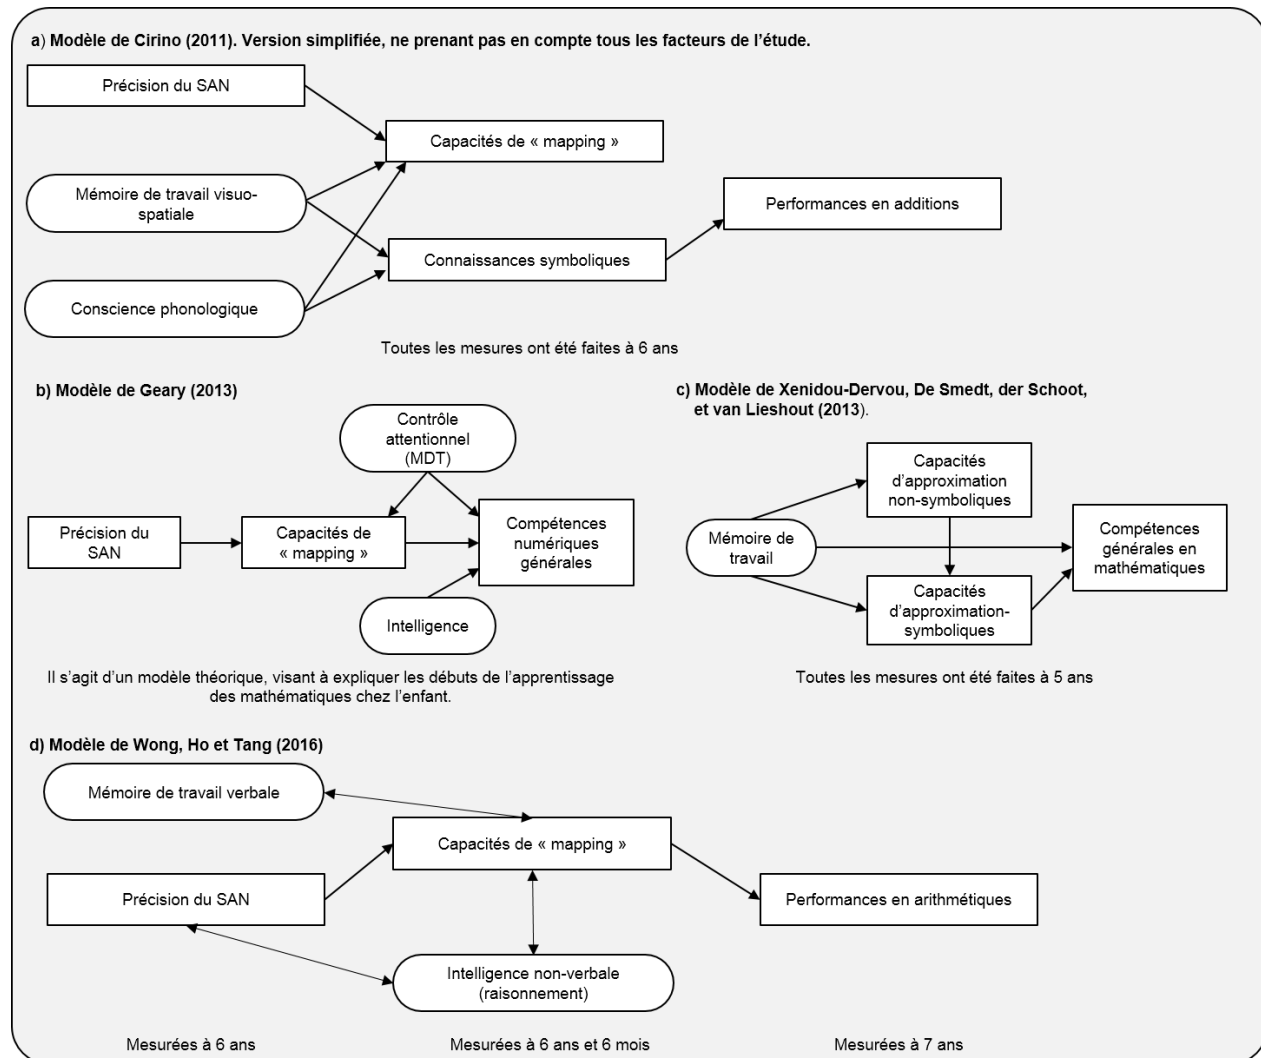 a) Modèle de Cirino (2011). Version simplifiée, ne prenant pas en compte tous les facteurs de l’étude.
Précision du SAN
Capacités de « mapping »
Mémoire de travail visuo-
spatiale
Performances en additions
Connaissances symboliques
Conscience phonologique
Toutes les mesures ont été faites à 6 ans
b) Modèle de Geary (2013)
Contrôle
attentionnel
(MDT)
Précision du
SAN
Capacités de
« mapping »
Compétences
numériques
générales
Intelligence
Il s’agit d’un modèle théorique, visant à expliquer les débuts de l’apprentissage
des mathématiques chez l’enfant.
c) Modèle de Xenidou-Dervou, De Smedt, der Schoot,
et van Lieshout (2013).
Capacités
d’approximation
non-symboliques
Mémoire de
travail
Compétences
générales en
mathématiques
Capacités
d’approximation-
symboliques
Toutes les mesures ont été faites à 5 ans
d) Modèle de Wong, Ho et Tang (2016)
Mémoire de travail verbale
Capacités de « mapping »
Précision du SAN
Performances en arithmétiques
Intelligence non-verbale
(raisonnement)
Mesurées à 6 ans
Mesurées à 6 ans et 6 mois
Mesurées à 7 ans